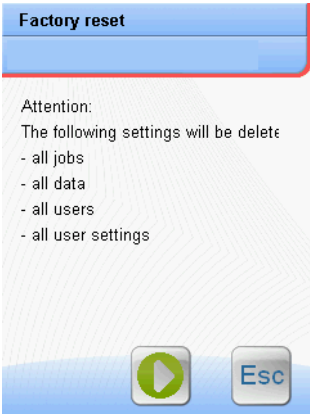 Factory reset
Attention:
The following settings will be delete
- all jobs
- all data
- all users
- all user settings
Esc